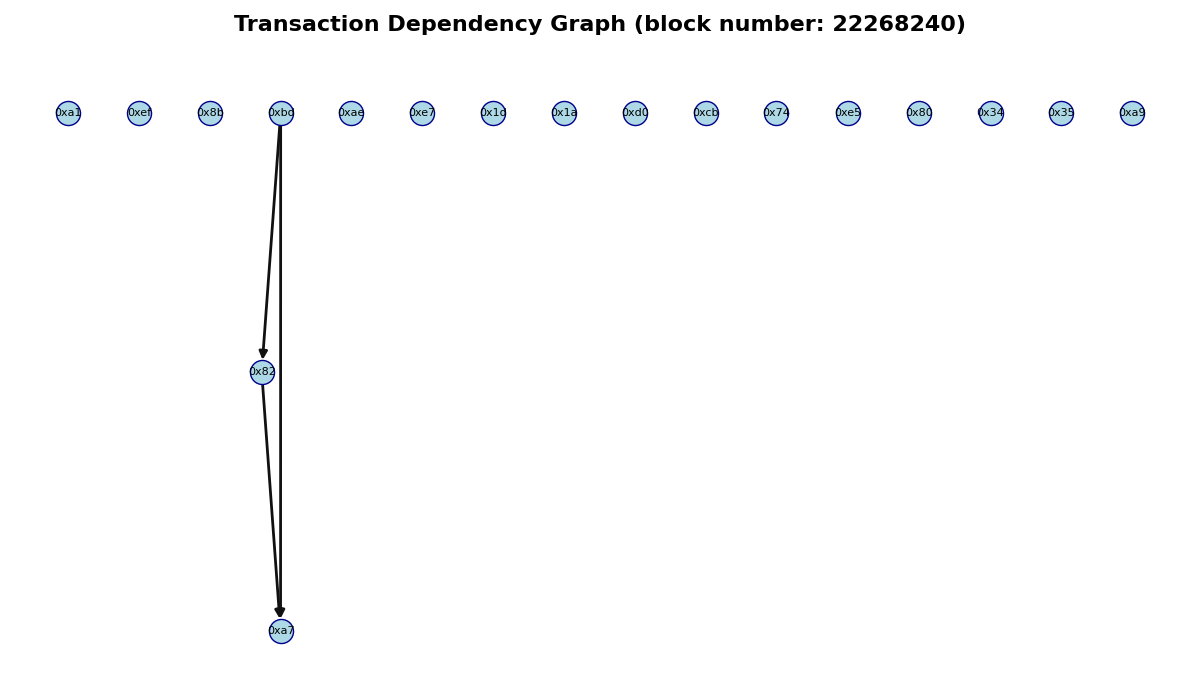 Transaction Dependency Graph (block number: 22268240)
0xa1 0xef 0x8b 0xbd 0xae 0xe7 0x1d 0x1a 0xd0 0xcb 0x74 0xe5 0x80 0x34 0x35 0xa9
0x82
0xa7